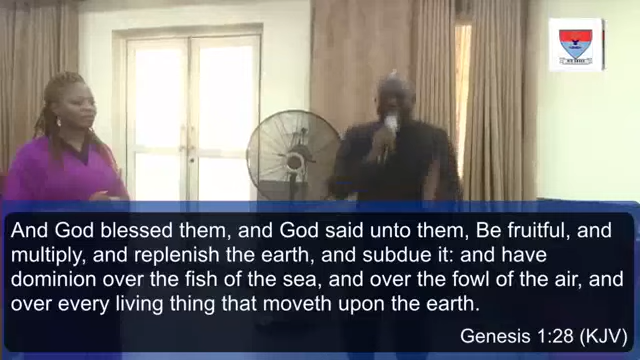 And God blessed them, and God said unto them, Be fruitful, and
multiply, and replenish the earth, and subdue it: and have
dominion over the fish of the sea, and over the fowl of the air, and
over every living thing that moveth upon the earth.
Genesis 1:28 (KJV)